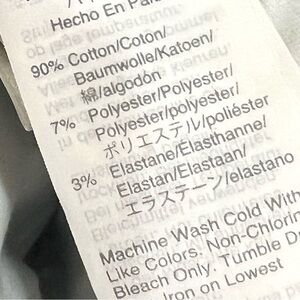 Hecho En
90% Cotton/Coton/
Baumwolle/Katoen/
綿/algodón
7% Polyester/Polyester/
Polyester/polyester/
ポリエステル/poliéster
3% Elastane/Elasthanne/
Elastan/Elastaan/
エラステーン/elastano
Machine Wash Cold With
Like Colors. Non-Chlorin
Bleach Only. Tumble D
Iron on Lowest